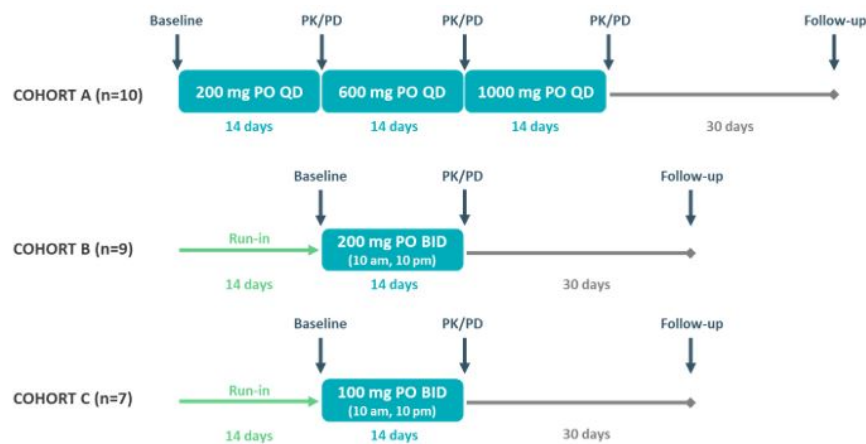 Baseline PK/PD PK/PD PK/PD Follow-up
COHORT A (n=10) 200 mg PO QD 600 mg PO QD 1000 mg PO QD
14 days 14 days 14 days 30 days
Baseline PK/PD Follow-up
COHORT B (n=9) Run-in 200 mg PO BID
(10 am, 10 pm)
14 days 14 days 30 days
Baseline PK/PD Follow-up
COHORT C (n=7) Run-in 100 mg PO BID
(10 am, 10 pm)
14 days 14 days 30 days